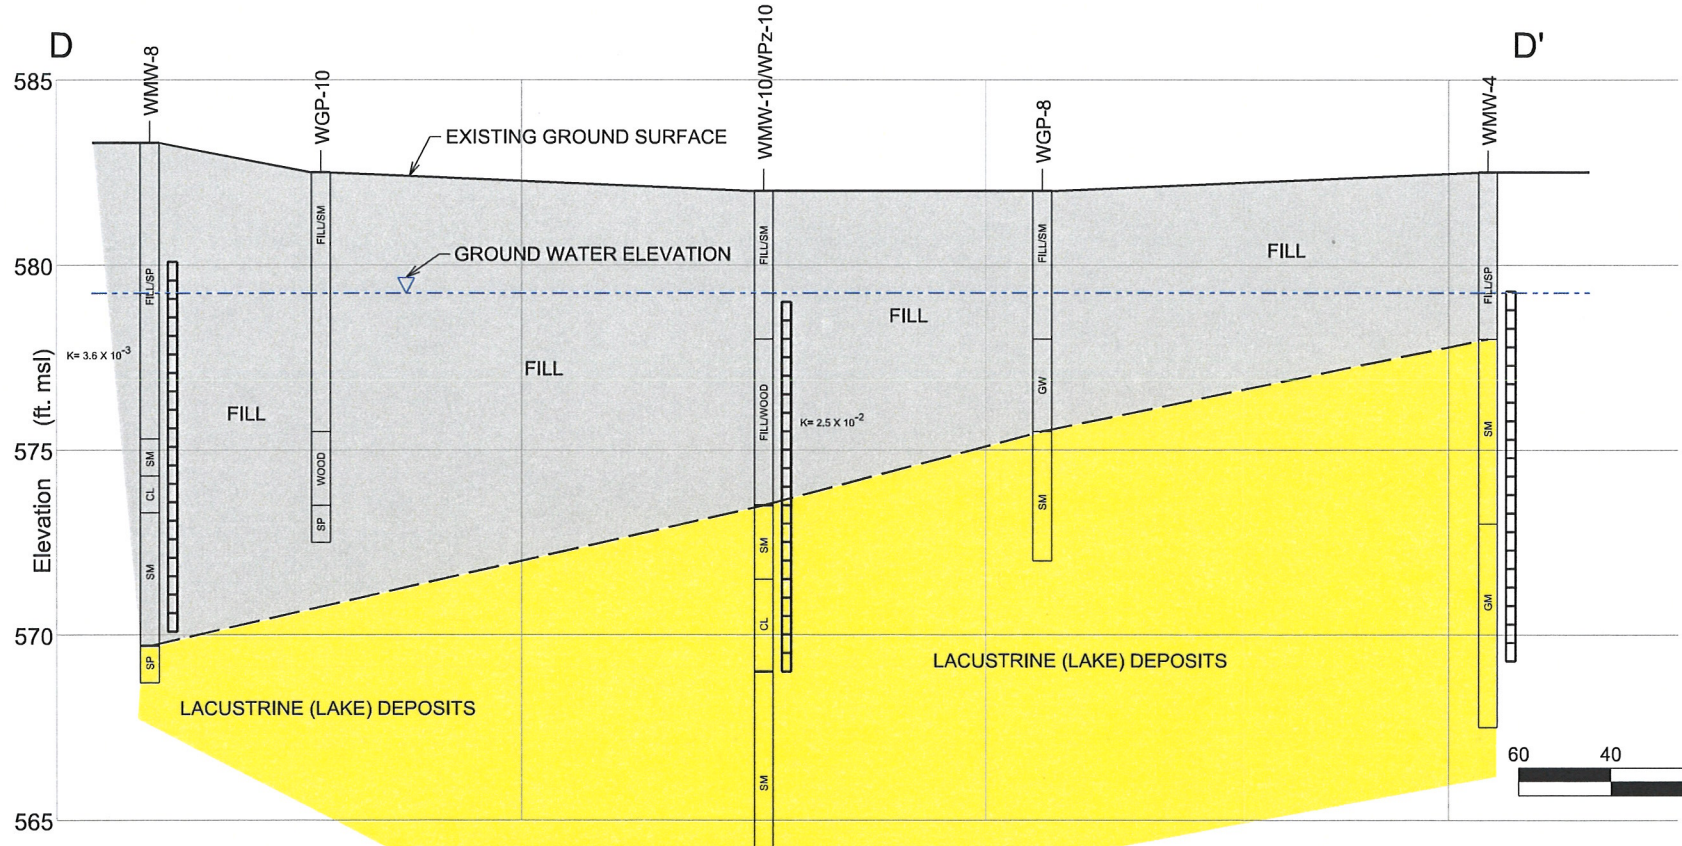 D
D'
WMW-8
WGP-10
WMW-10/WPz-10
WGP-8
WMW-4
585
580
575
570
565
Elevation (ft. msl)
EXISTING GROUND SURFACE
GROUND WATER ELEVATION
FILL
FILL
FILL
FILL
K= 3.6 X 10-3
K= 2.5 X 10-2
FILL/SP
SM
CL
SM
SP
FILL/SM
WOOD
SP
FILL/SM
FILL/WOOD
SM
CL
SM
FILL/SM
GW
SM
FILL/SP
SM
GM
LACUSTRINE (LAKE) DEPOSITS
LACUSTRINE (LAKE) DEPOSITS
60 40